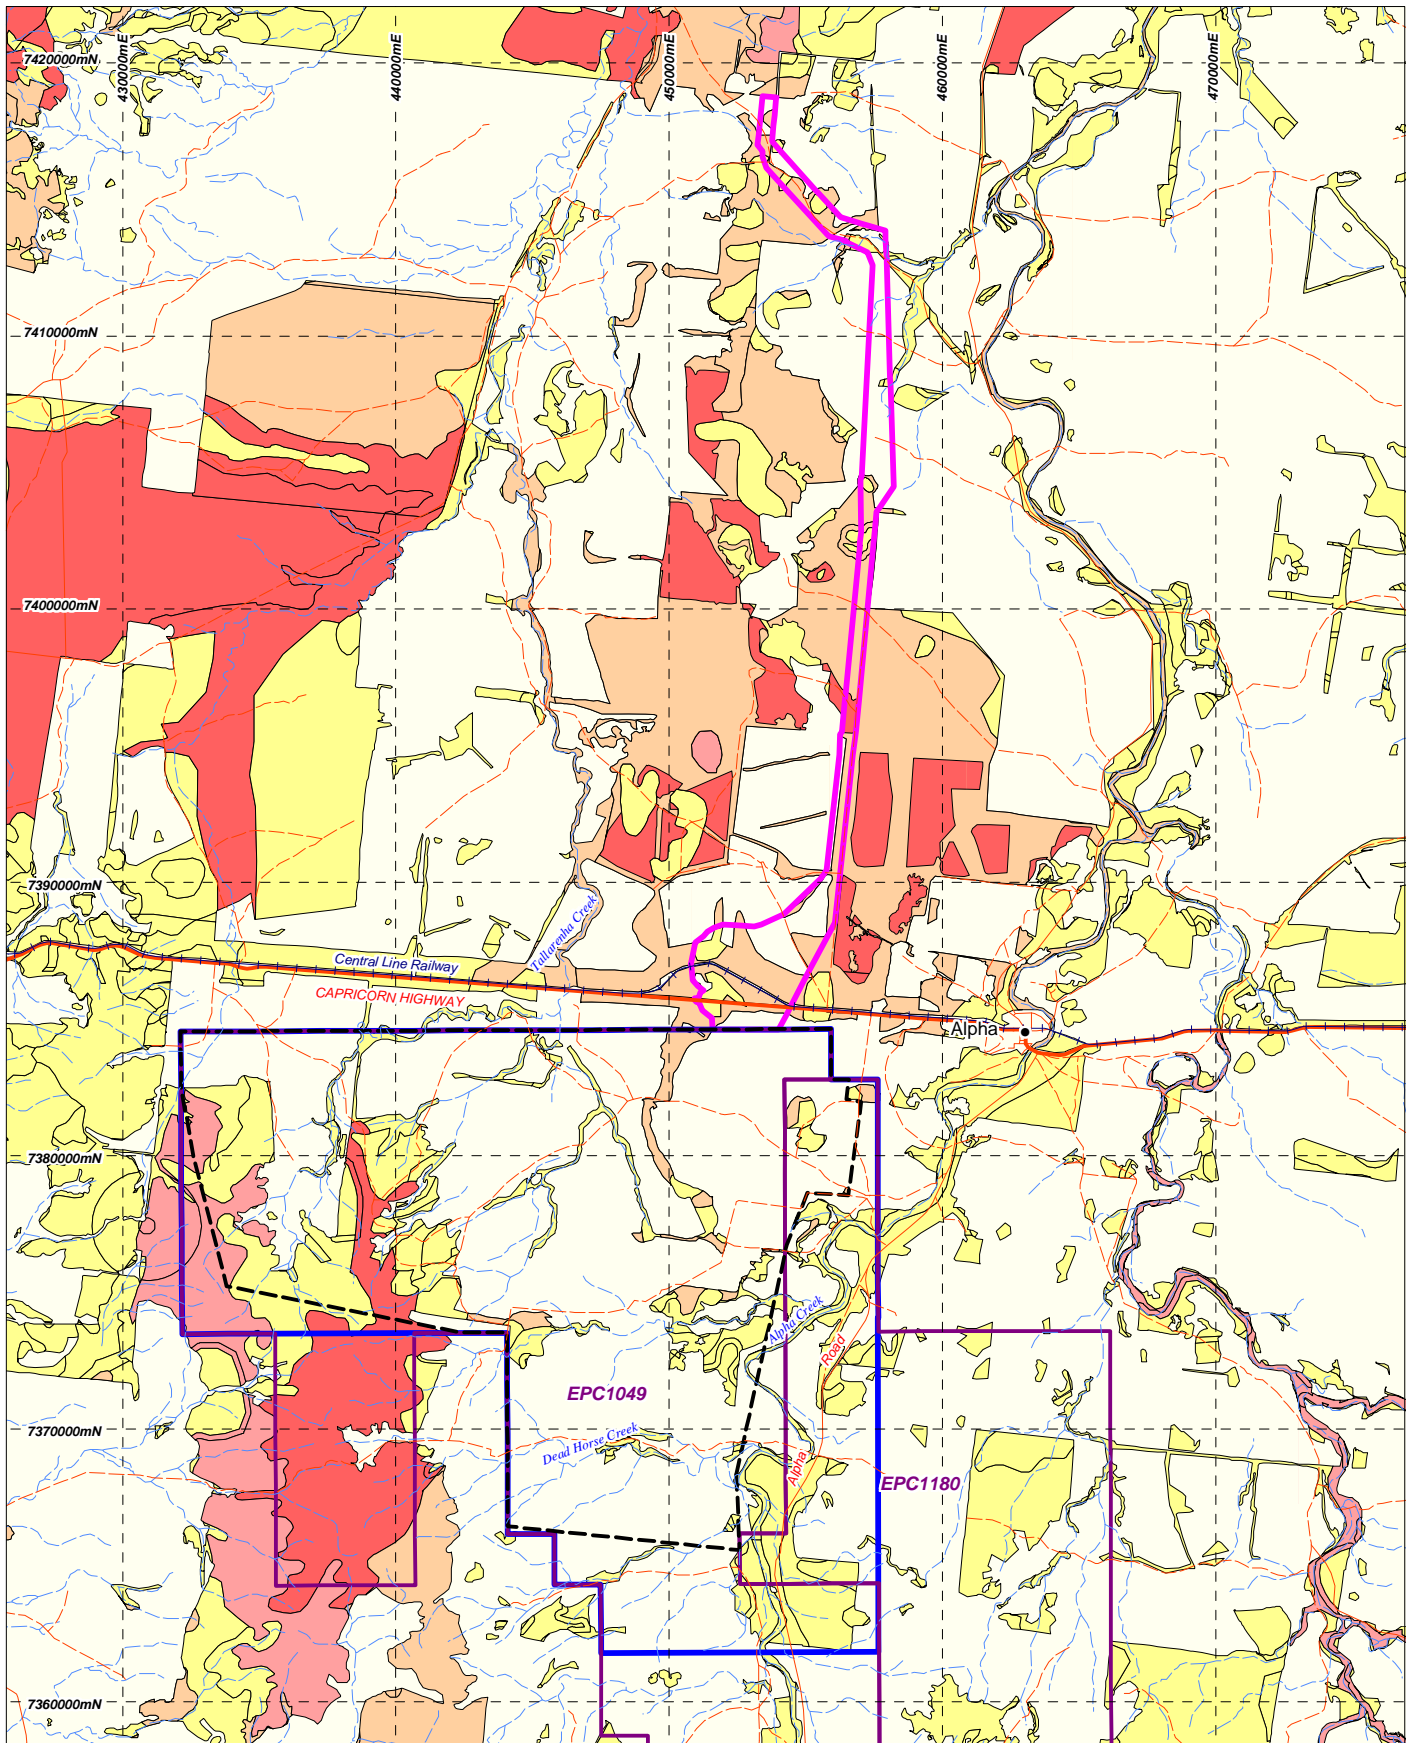 7420000mN
430000mE
440000mE
450000mE
460000mE
470000mE
7410000mN
7400000mN
7390000mN
Tallarenha Creek
Central Line Railway
CAPRICORN HIGHWAY
Alpha
7380000mN
Alpha Creek
Road
EPC1049
7370000mN
Dead Horse Creek
Alpha
EPC1180
7360000mN